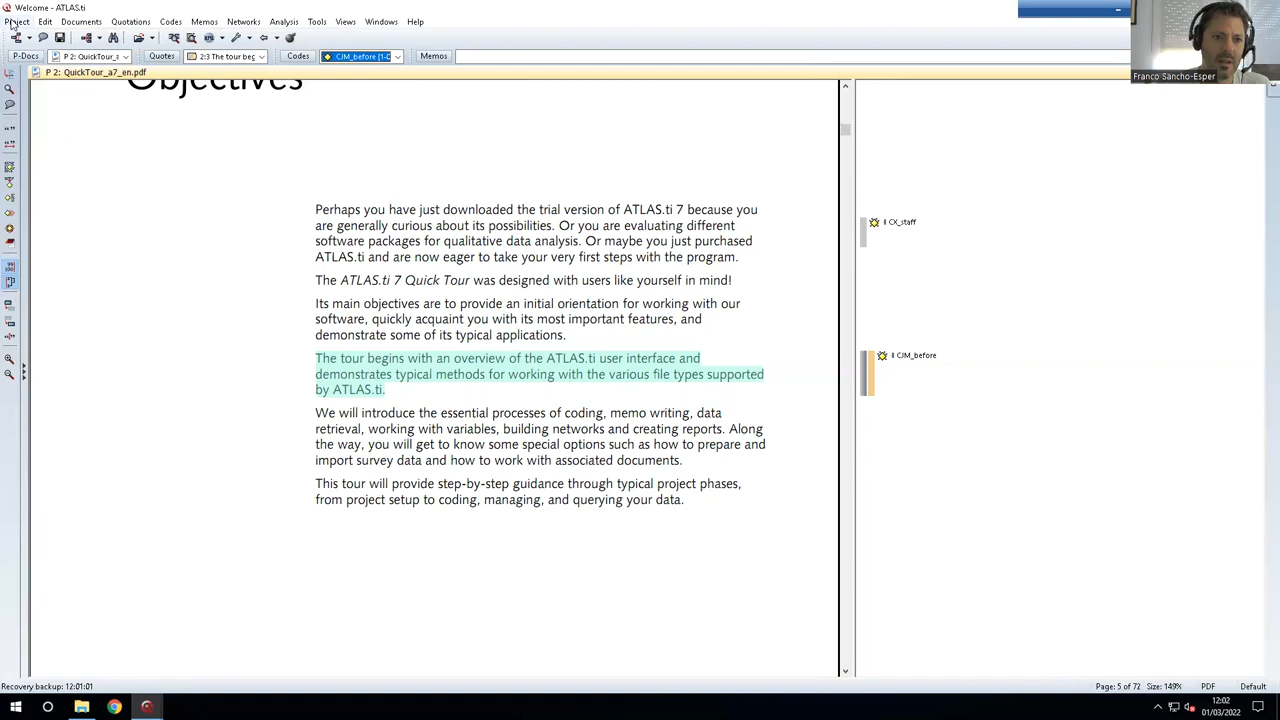 Welcome - ATLAS.ti
Project Edit Documents Quotations Codes Memos Networks Analysis Tools Views Windows Help
P-Docs P 2: QuickTour_ Quotes 2:3 The tour beg Codes CJM_before [1-0 Memos
P 2: QuickTour_a7_en.pdf
Franco Sancho-Esper
Objectives
Perhaps you have just downloaded the trial version of ATLAS.ti 7 because you
are generally curious about its possibilities. Or you are evaluating different
software packages for qualitative data analysis. Or maybe you just purchased
ATLAS.ti and are now eager to take your very first steps with the program.
The ATLAS.ti 7 Quick Tour was designed with users like yourself in mind!
Its main objectives are to provide an initial orientation for working with our
software, quickly acquaint you with its most important features, and
demonstrate some of its typical applications.
The tour begins with an overview of the ATLAS.ti user interface and
demonstrates typical methods for working with the various file types supported
by ATLAS.ti.
We will introduce the essential processes of coding, memo writing, data
retrieval, working with variables, building networks and creating reports. Along
the way, you will get to know some special options such as how to prepare and
import survey data and how to work with associated documents.
This tour will provide step-by-step guidance through typical project phases,
from project setup to coding, managing, and querying your data.
CX_staff
CJM_before
Recovery backup: 12:01:01
Page: 5 of 72 Size: 149% PDF Default
12:02
01/03/2022